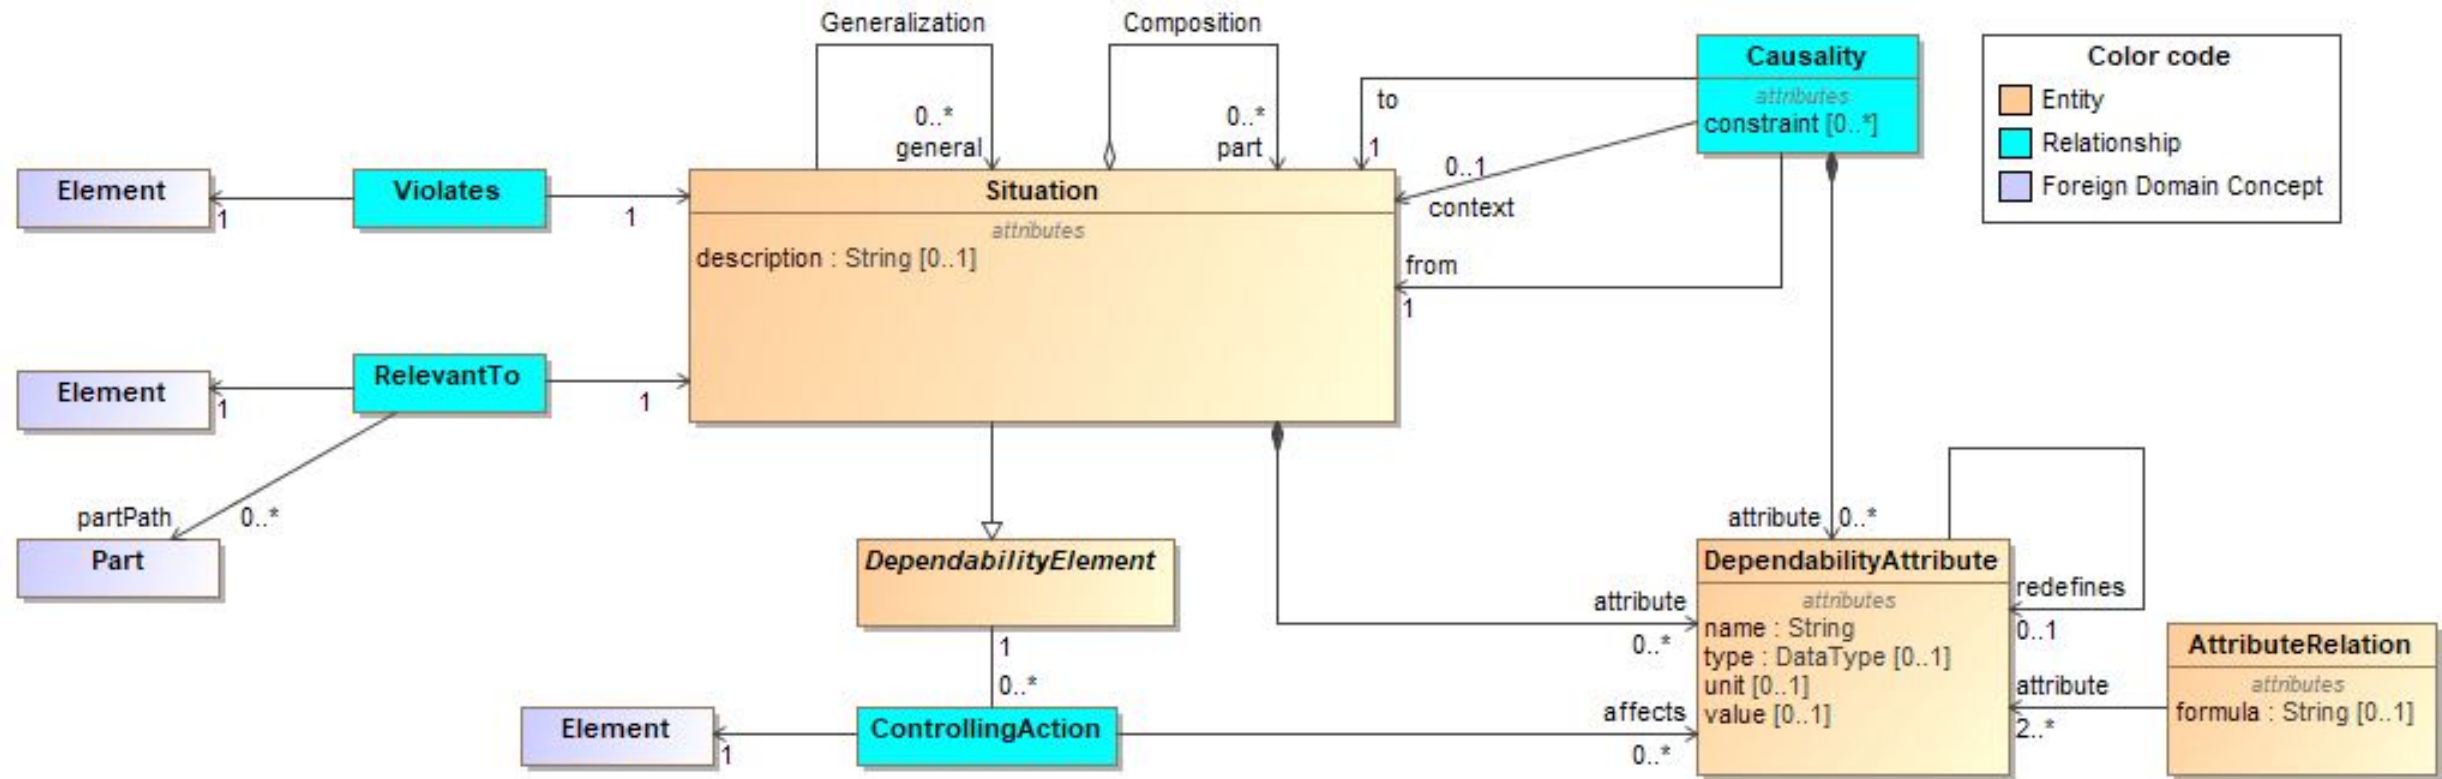 Generalization
Composition
0..*
general
0..*
part
to
1
0..1
context
from
1
Causality
attributes
constraint [0..*]
Color code
Entity
Relationship
Foreign Domain Concept
Element
1
Violates
1
Situation
attributes
description : String [0..1]
Element
1
RelevantTo
1
partPath
0..*
Part
DependabilityElement
1
0..*
Element
1
ControllingAction
affects
0..*
attribute
0..*
attribute
0..*
DependabilityAttribute
attributes
name : String
type : DataType [0..1]
unit [0..1]
value [0..1]
redefines
0..1
attribute
2..*
AttributeRelation
attributes
formula : String [0..1]